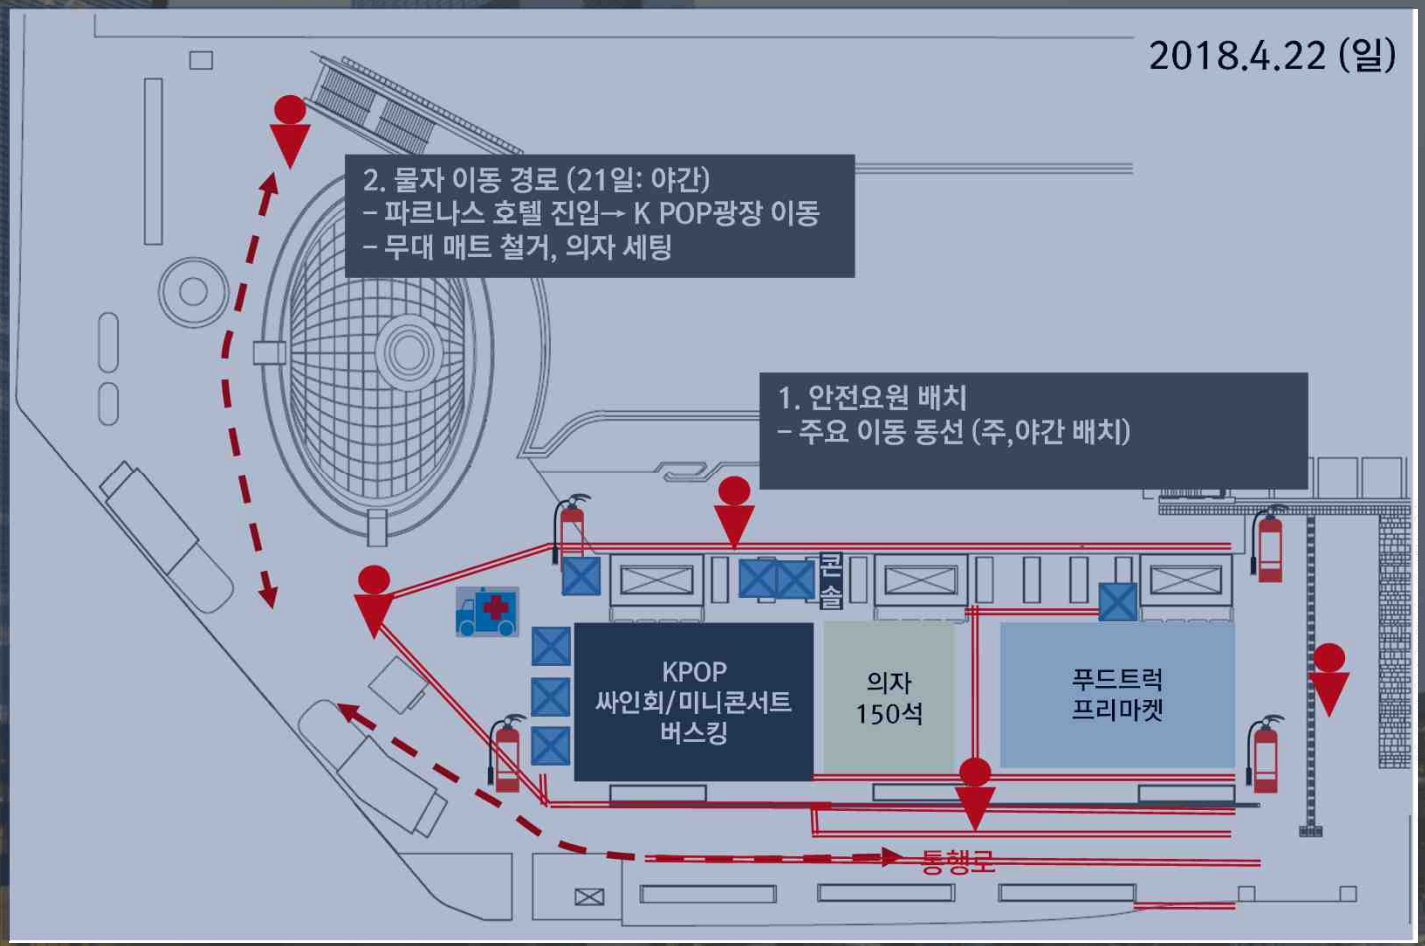 2018.4.22 (일)
2. 물자 이동 경로 (21일: 야간)
– 파르나스 호텔 진입→ K POP광장 이동
– 무대 매트 철거, 의자 세팅
1. 안전요원 배치
– 주요 이동 동선 (주,야간 배치)
콘
솔
KPOP
싸인회/미니콘서트
버스킹
의자
150석
푸드트럭
프리마켓
통행로